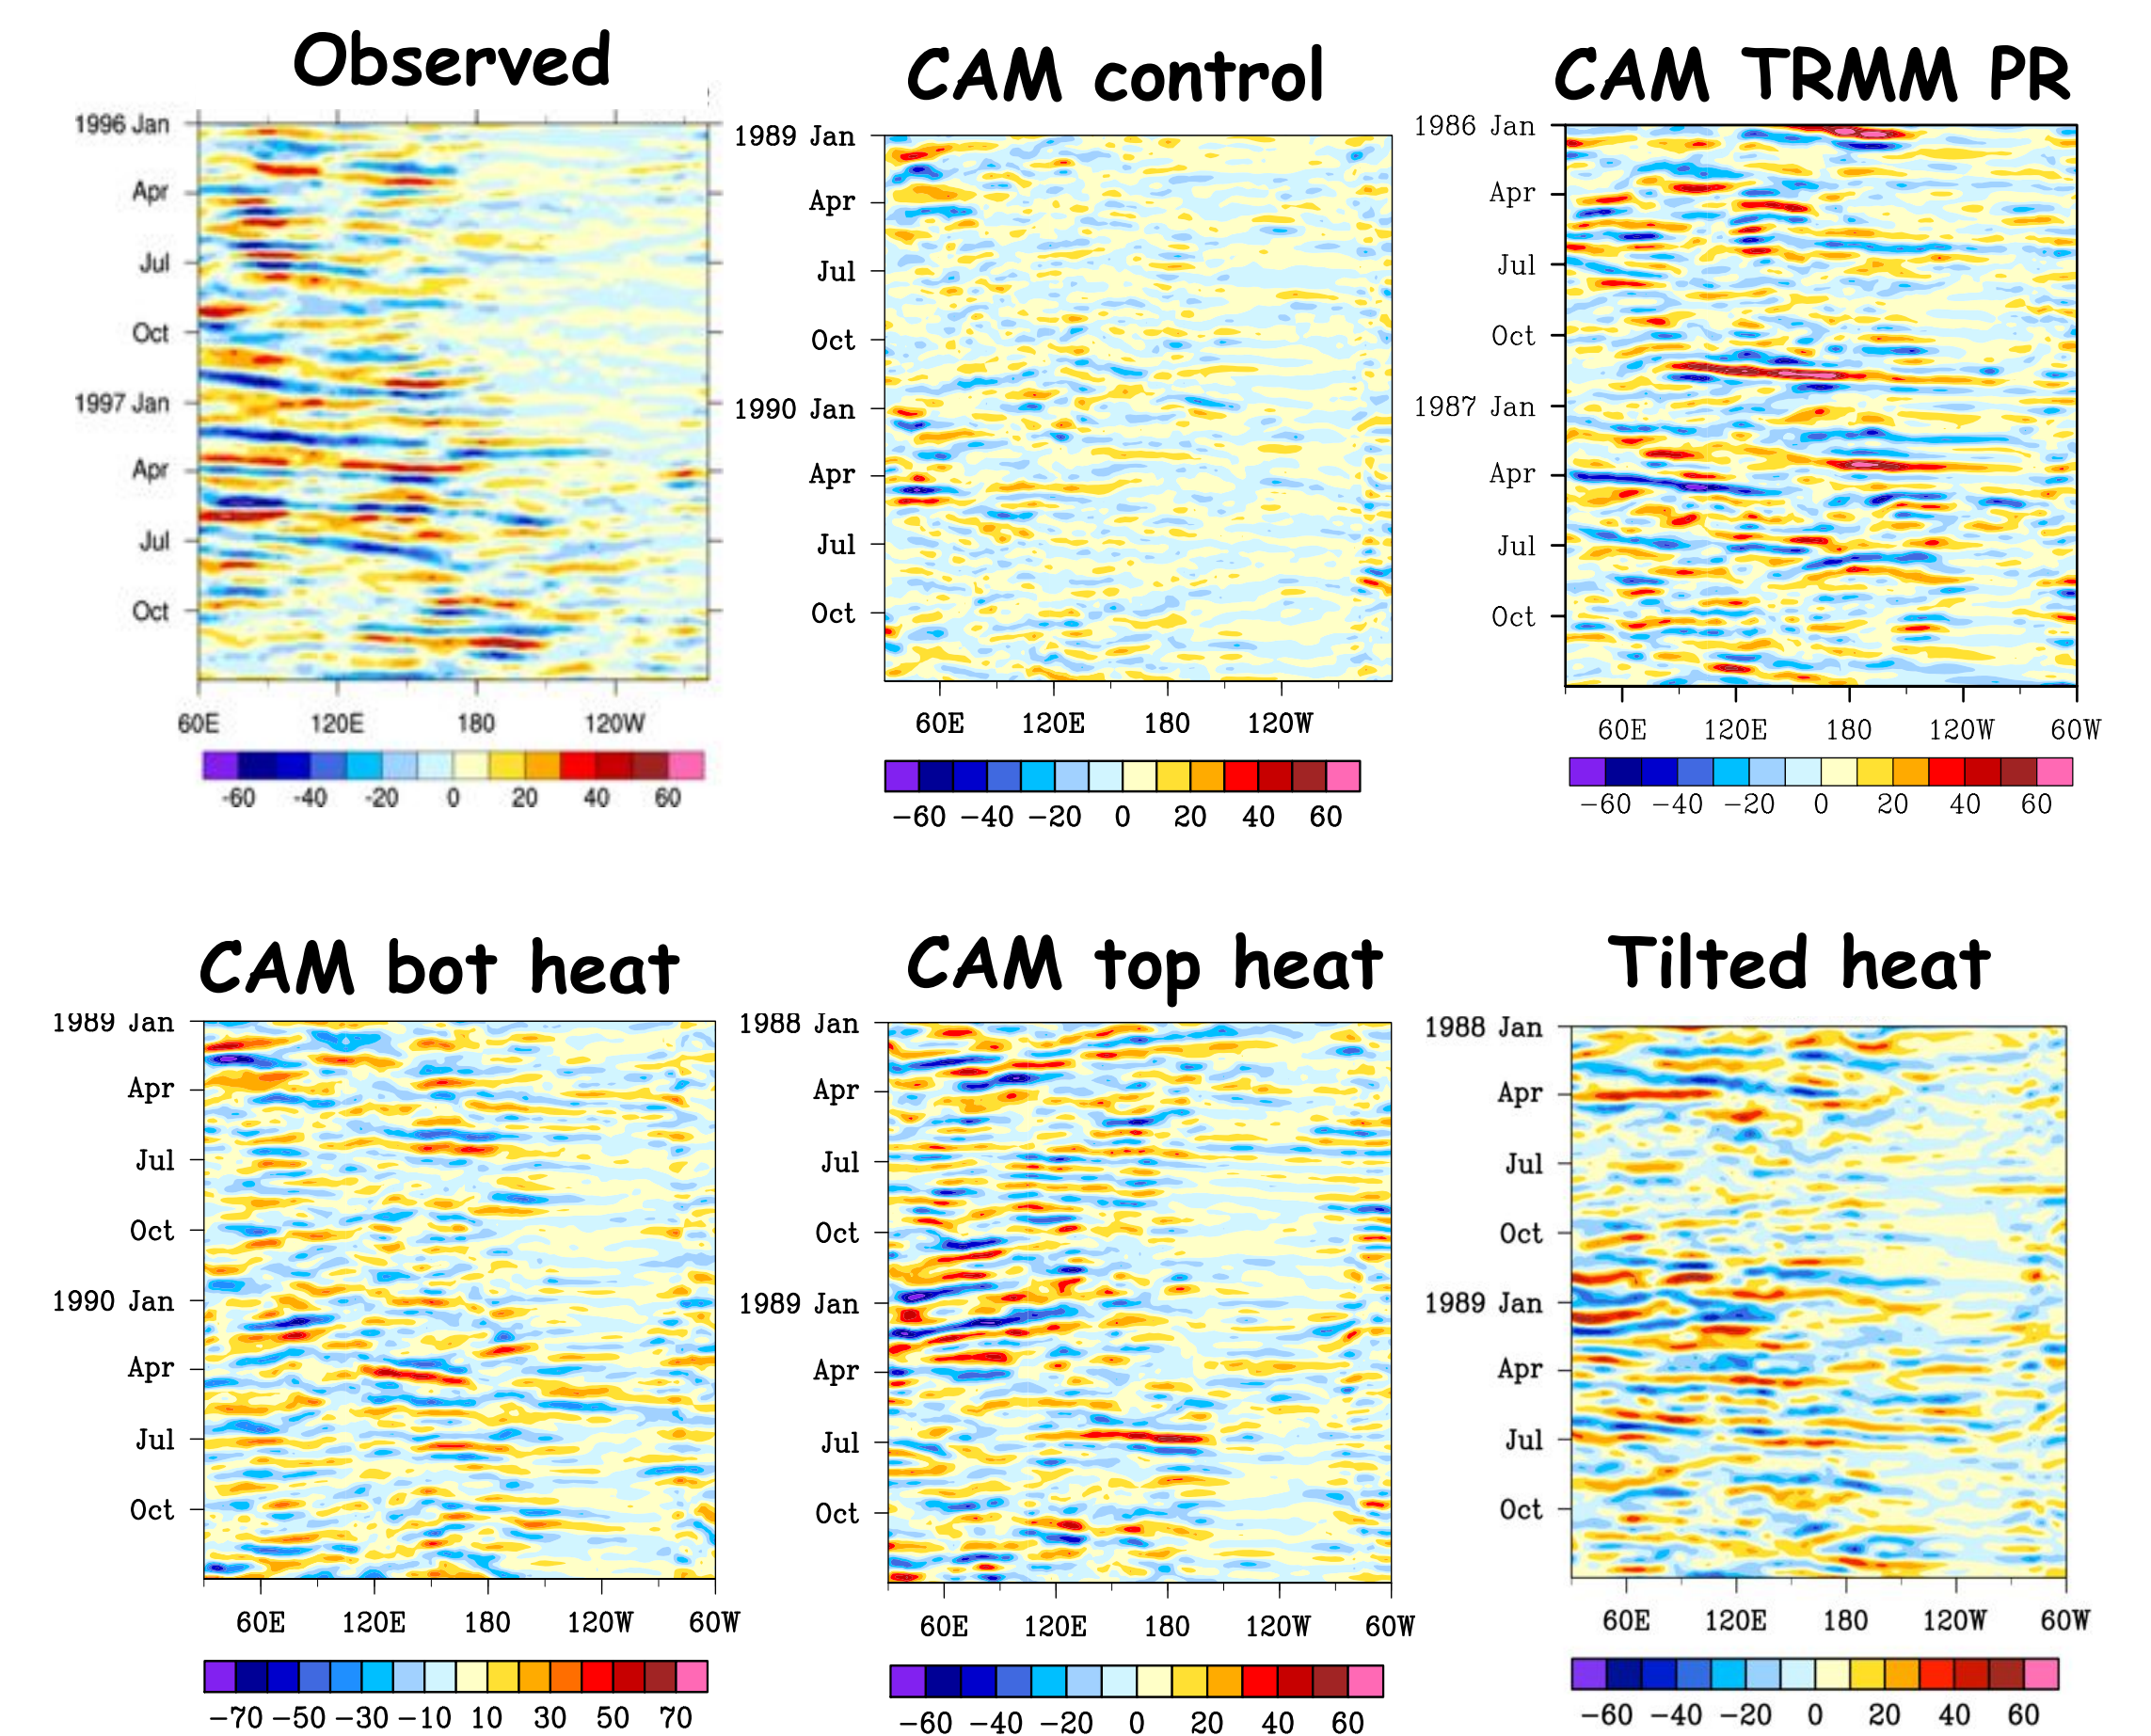 Observed
1996 Jan
Apr
Jul
Oct
1997 Jan
Apr
Jul
Oct
60E 120E 180 120W
-60 -40 -20 0 20 40 60
CAM control
1989 Jan
Apr
Jul
Oct
1990 Jan
Apr
Jul
Oct
60E 120E 180 120W
−60 −40 −20 0 20 40 60
CAM TRMM PR
1986 Jan
Apr
Jul
Oct
1987 Jan
Apr
Jul
Oct
60E 120E 180 120W 60W
−60 −40 −20 0 20 40 60
CAM bot heat
1989 Jan
Apr
Jul
Oct
1990 Jan
Apr
Jul
Oct
60E 120E 180 120W 60W
−70 −50 −30 −10 10 30 50 70
CAM top heat
1988 Jan
Apr
Jul
Oct
1989 Jan
Apr
Jul
Oct
60E 120E 180 120W 60W
−60 −40 −20 0 20 40 60
Tilted heat
1988 Jan
Apr
Jul
Oct
1989 Jan
Apr
Jul
Oct
60E 120E 180 120W 60W
−60 −40 −20 0 20 40 60